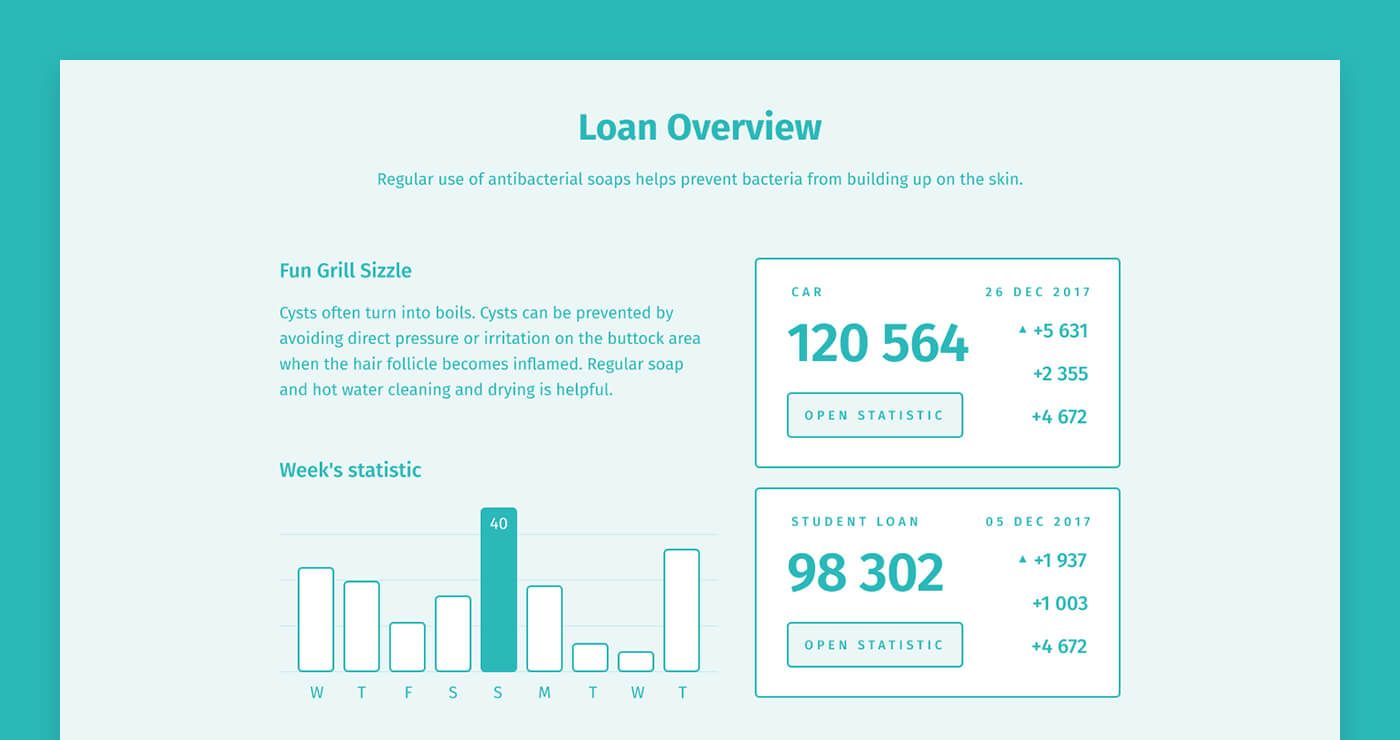 Loan Overview
Regular use of antibacterial soaps helps prevent bacteria from building up on the skin.
Fun Grill Sizzle
Cysts often turn into boils. Cysts can be prevented by
avoiding direct pressure or irritation on the buttock area
when the hair follicle becomes inflamed. Regular soap
and hot water cleaning and drying is helpful.
Week's statistic
40
W T F S S M T W T
CAR 26 DEC 2017
120 564 ▲ +5 631
+2 355
OPEN STATISTIC +4 672
STUDENT LOAN 05 DEC 2017
98 302 ▲ +1 937
+1 003
OPEN STATISTIC +4 672